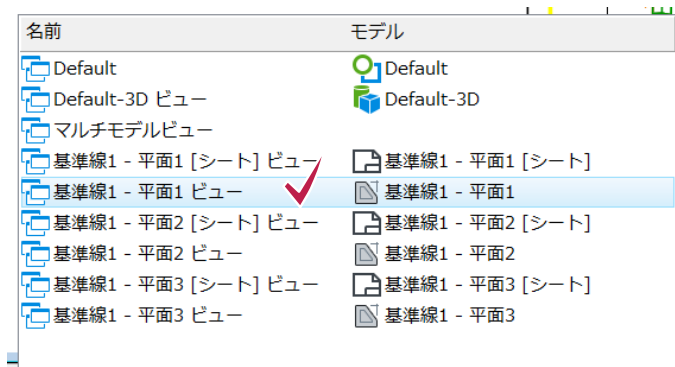 名前 モデル
Default Default
Default-3D ビュー Default-3D
マルチモデルビュー
基準線1 - 平面1 [シート] ビュー 基準線1 - 平面1 [シート]
基準線1 - 平面1 ビュー 基準線1 - 平面1
基準線1 - 平面2 [シート] ビュー 基準線1 - 平面2 [シート]
基準線1 - 平面2 ビュー 基準線1 - 平面2
基準線1 - 平面3 [シート] ビュー 基準線1 - 平面3 [シート]
基準線1 - 平面3 ビュー 基準線1 - 平面3